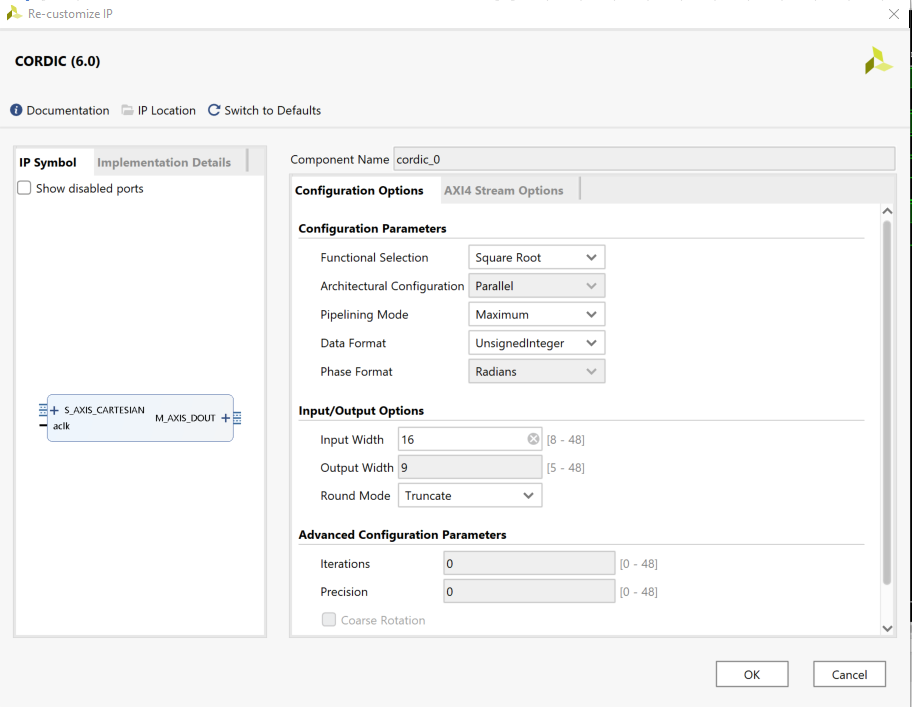 Re-customize IP
CORDIC (6.0)
Documentation IP Location Switch to Defaults
IP Symbol Implementation Details
Show disabled ports
S_AXIS_CARTESIAN
aclk
M_AXIS_DOUT
Component Name cordic_0
Configuration Options AXI4 Stream Options
Configuration Parameters
Functional Selection Square Root
Architectural Configuration Parallel
Pipelining Mode Maximum
Data Format UnsignedInteger
Phase Format Radians
Input/Output Options
Input Width 16 [8 - 48]
Output Width 9 [5 - 48]
Round Mode Truncate
Advanced Configuration Parameters
Iterations 0 [0 - 48]
Precision 0 [0 - 48]
Coarse Rotation
OK Cancel